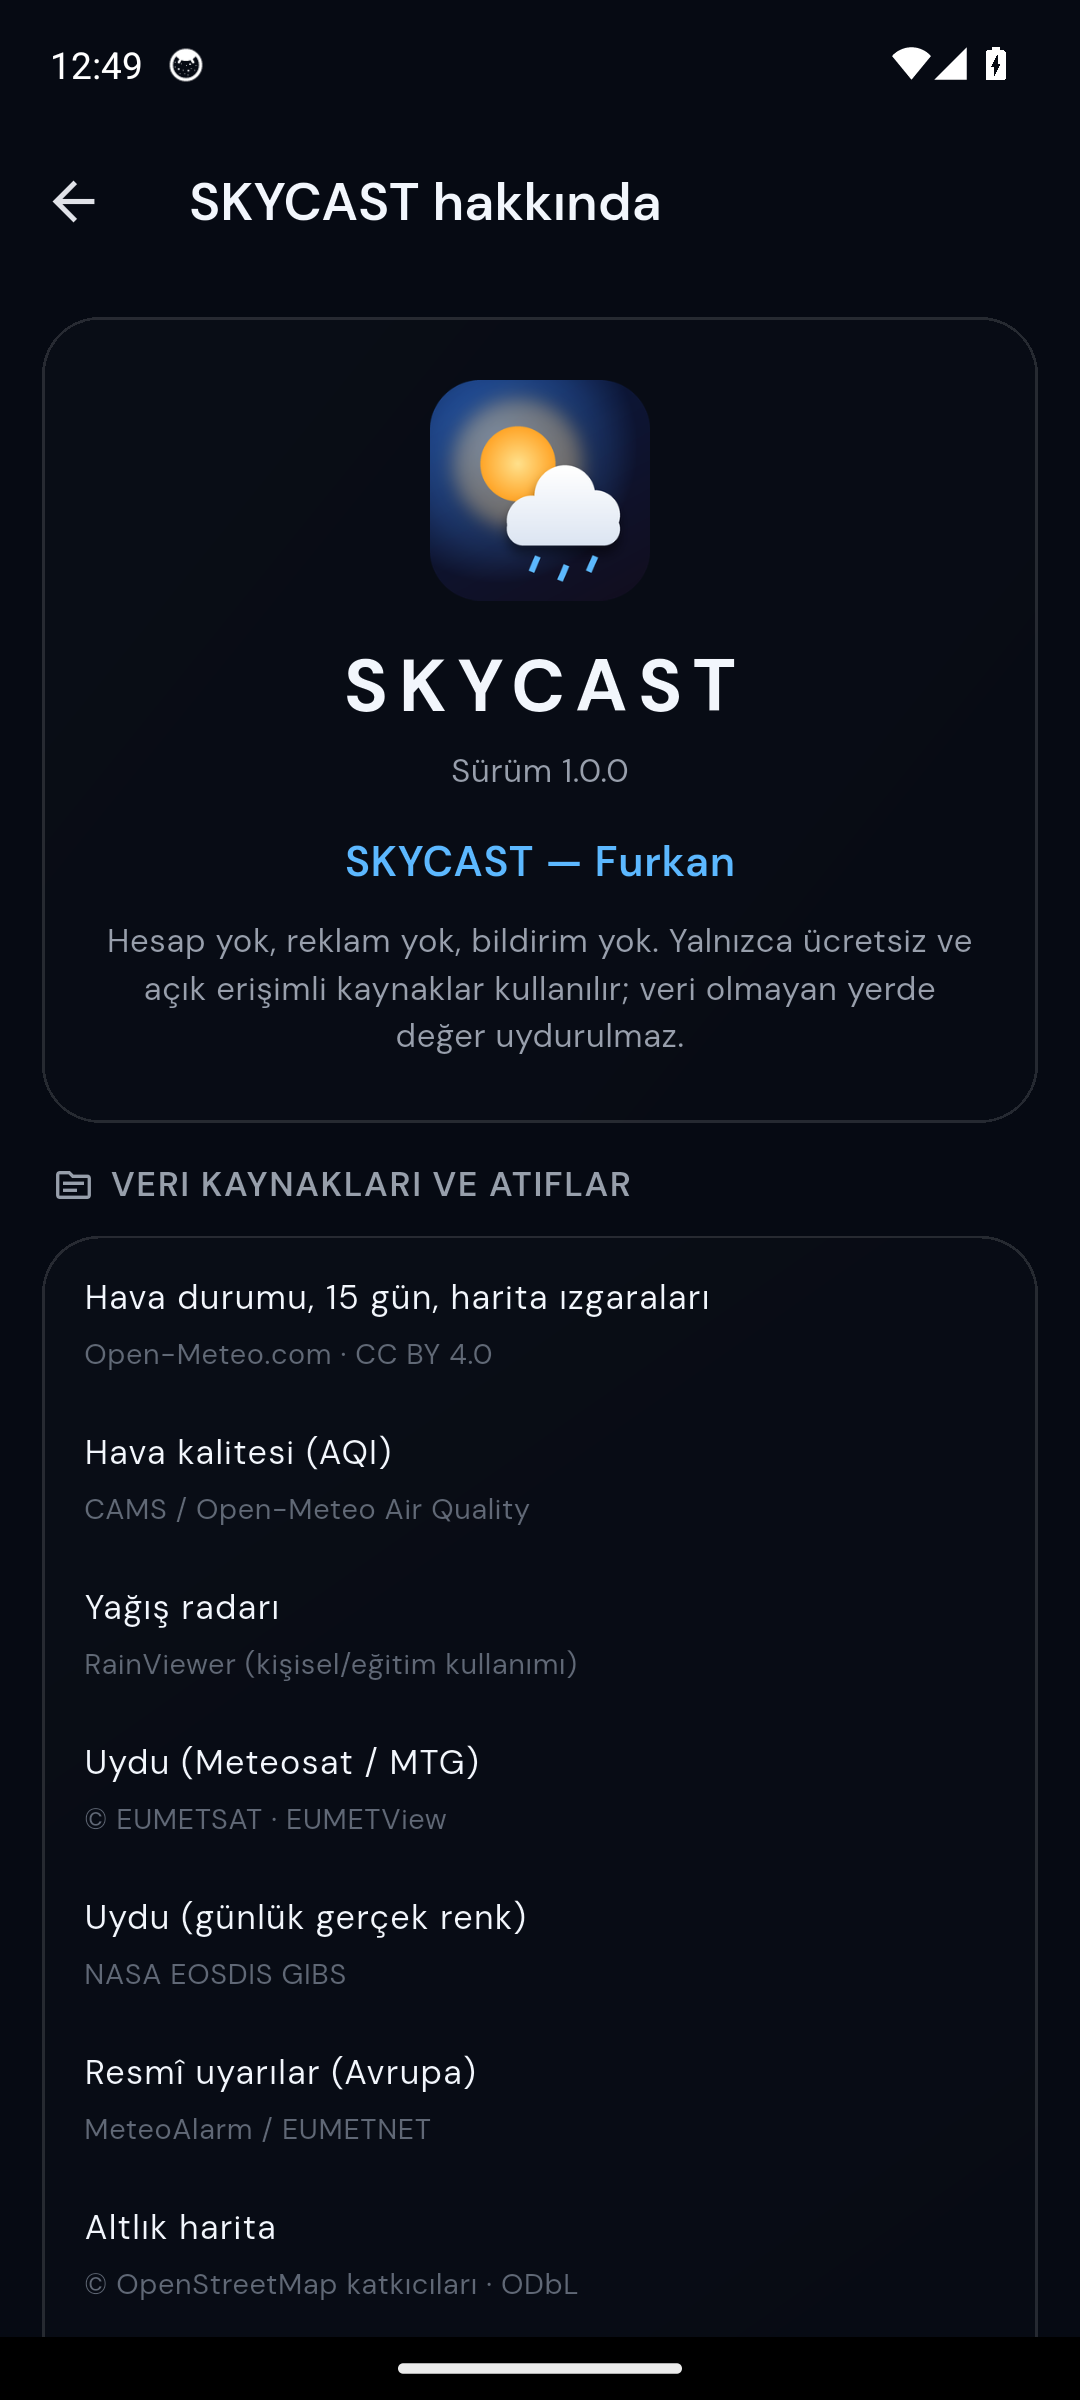 12:49
SKYCAST hakkında
SKYCAST
Sürüm 1.0.0
SKYCAST — Furkan
Hesap yok, reklam yok, bildirim yok. Yalnızca ücretsiz ve
açık erişimli kaynaklar kullanılır; veri olmayan yerde
değer uydurulmaz.
VERI KAYNAKLARI VE ATIFLAR
Hava durumu, 15 gün, harita ızgaraları
Open-Meteo.com · CC BY 4.0
Hava kalitesi (AQI)
CAMS / Open-Meteo Air Quality
Yağış radarı
RainViewer (kişisel/eğitim kullanımı)
Uydu (Meteosat / MTG)
© EUMETSAT · EUMETView
Uydu (günlük gerçek renk)
NASA EOSDIS GIBS
Resmî uyarılar (Avrupa)
MeteoAlarm / EUMETNET
Altlık harita
© OpenStreetMap katkıcıları · ODbL